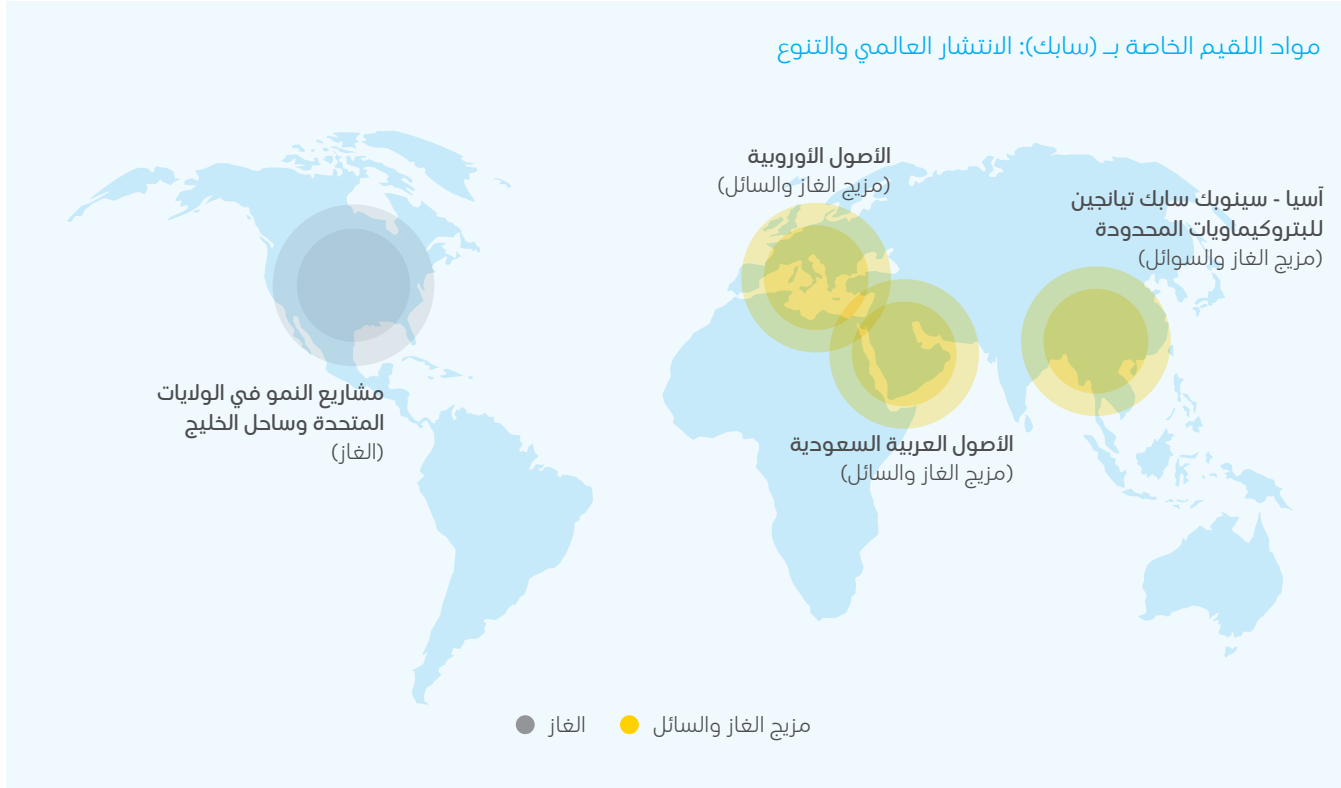 مواد اللقيم الخاصة بـ (سابك): الانتشار العالمي والتنوع
الأصول الأوروبية
(مزيج الغاز والسائل)
آسيا - سينوبك سابك تيانجين
للبتروكيماويات المحدودة
(مزيج الغاز والسوائل)
مشاريع النمو في الولايات
المتحدة وساحل الخليج
(الغاز)
الأصول العربية السعودية
(مزيج الغاز والسائل)
مزيج الغاز والسائل
الغاز